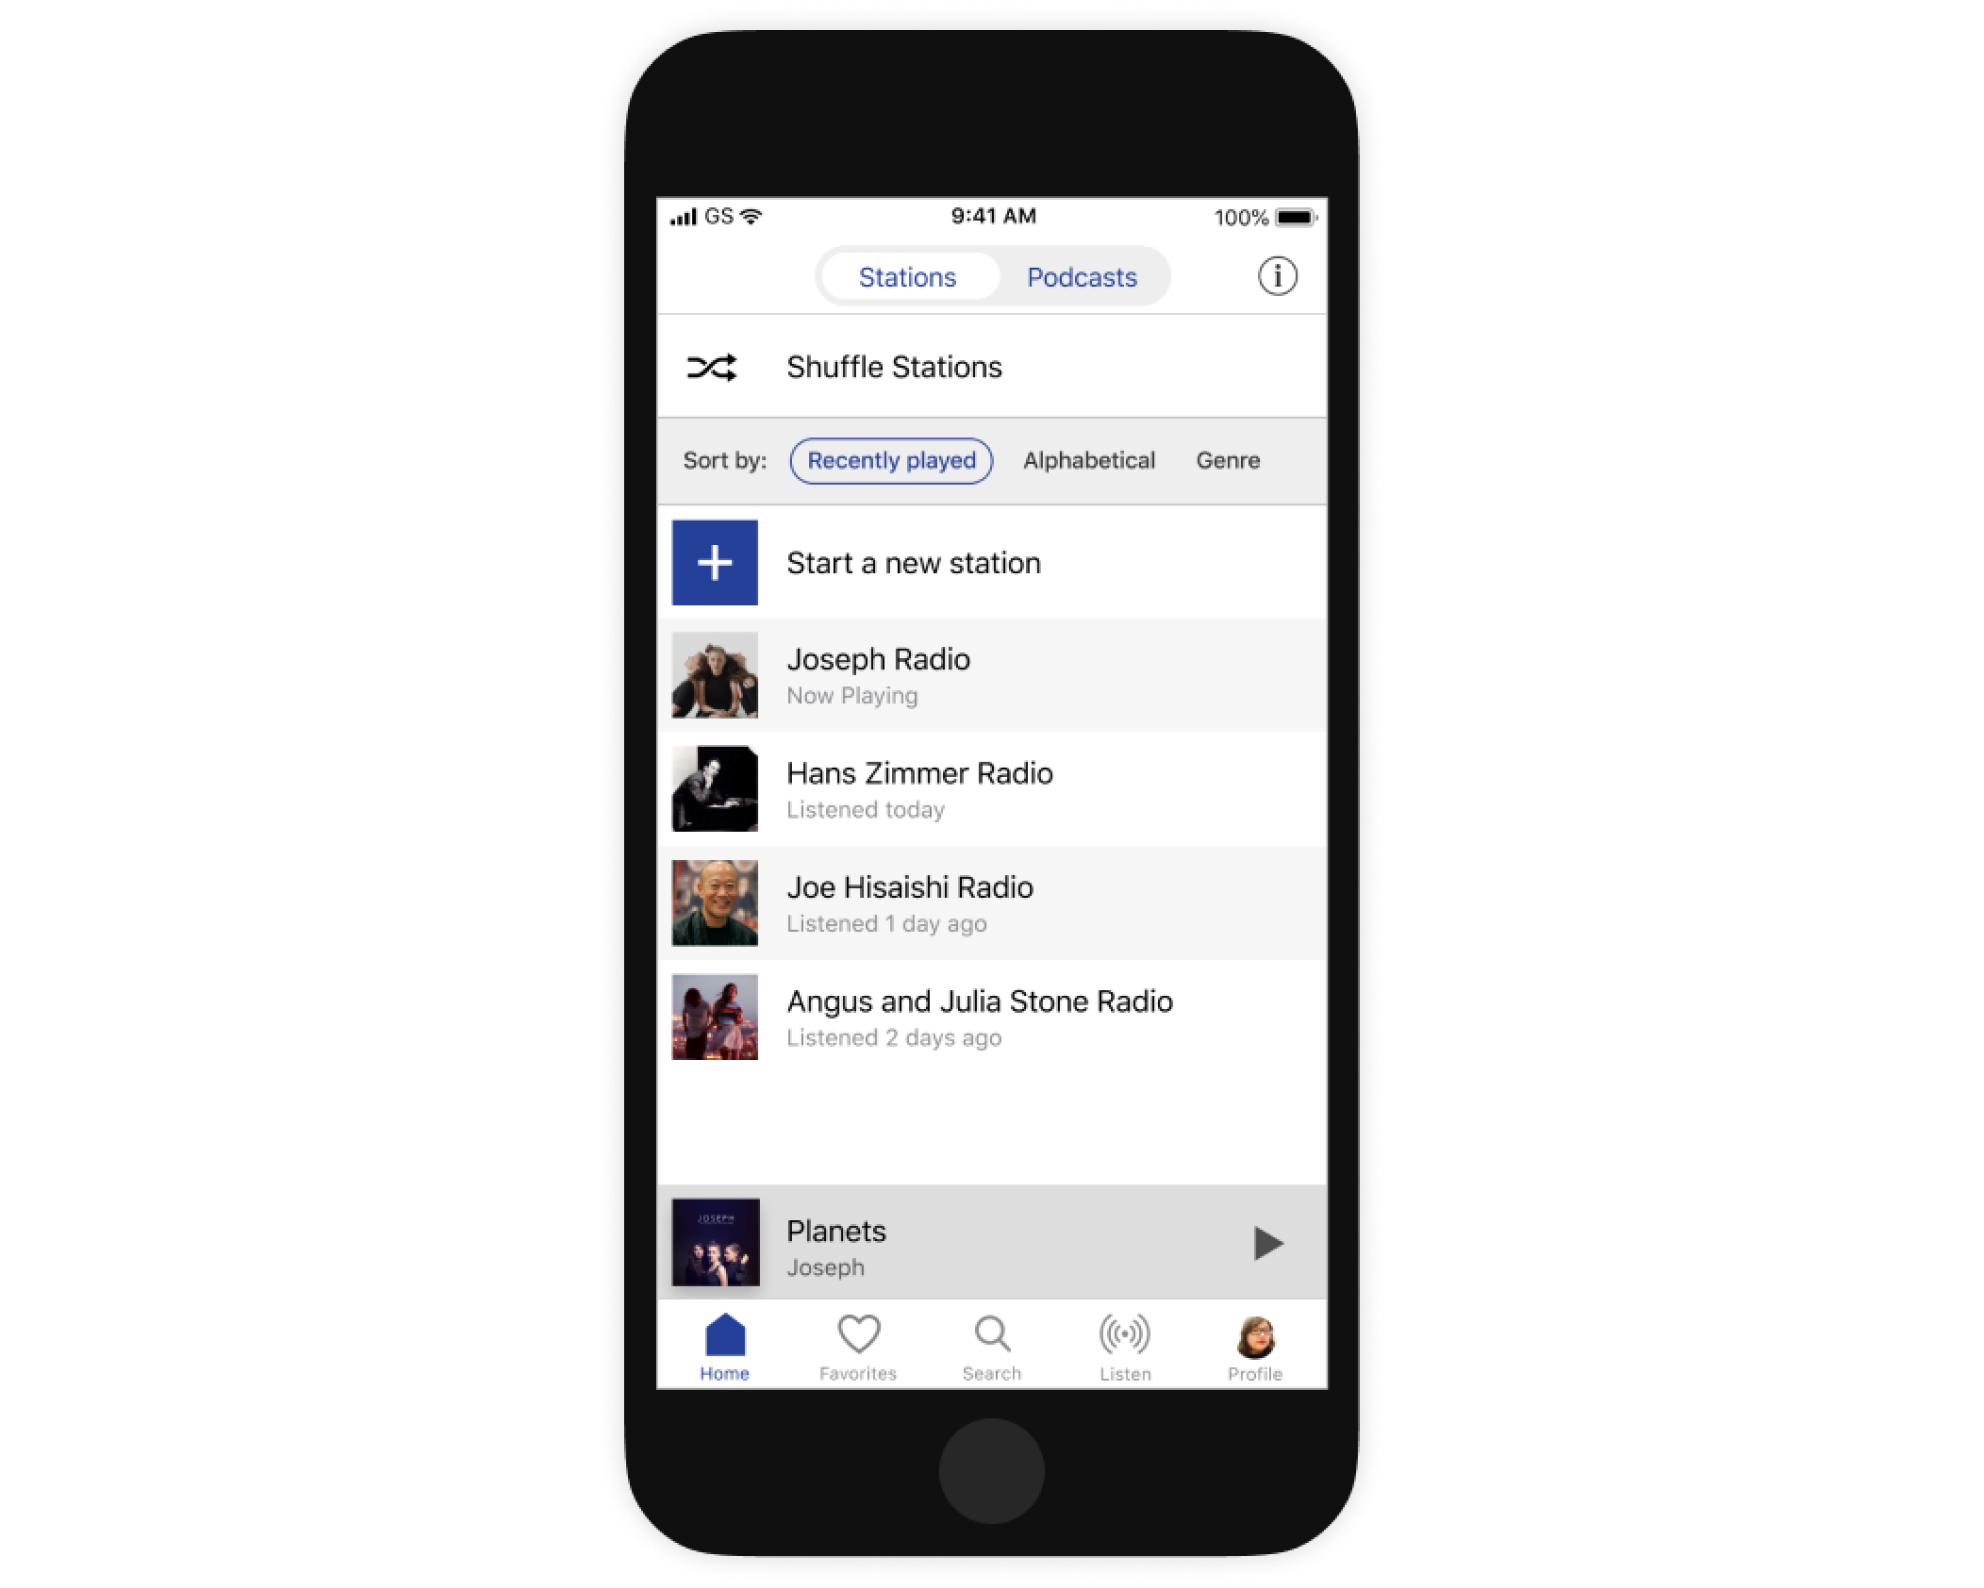 GS 9:41 AM 100%
Stations Podcasts i
Shuffle Stations
Sort by: Recently played Alphabetical Genre
Start a new station
Joseph Radio
Now Playing
Hans Zimmer Radio
Listened today
Joe Hisaishi Radio
Listened 1 day ago
Angus and Julia Stone Radio
Listened 2 days ago
JOSEPH
Planets
Joseph
Home Favorites Search Listen Profile